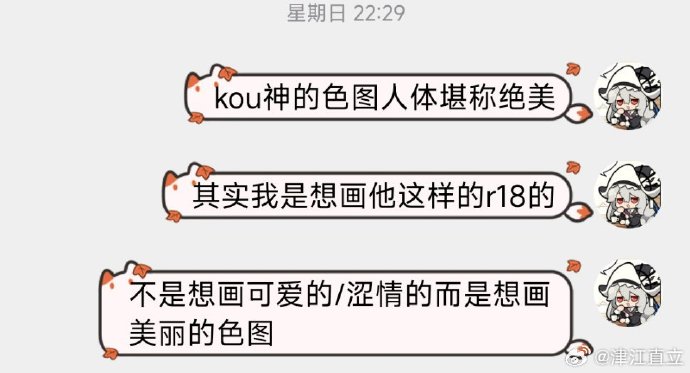 星期日 22:29
kou神的色图人体堪称绝美
其实我是想画他这样的r18的
不是想画可爱的/涩情的而是想画
美丽的色图
@津江直立